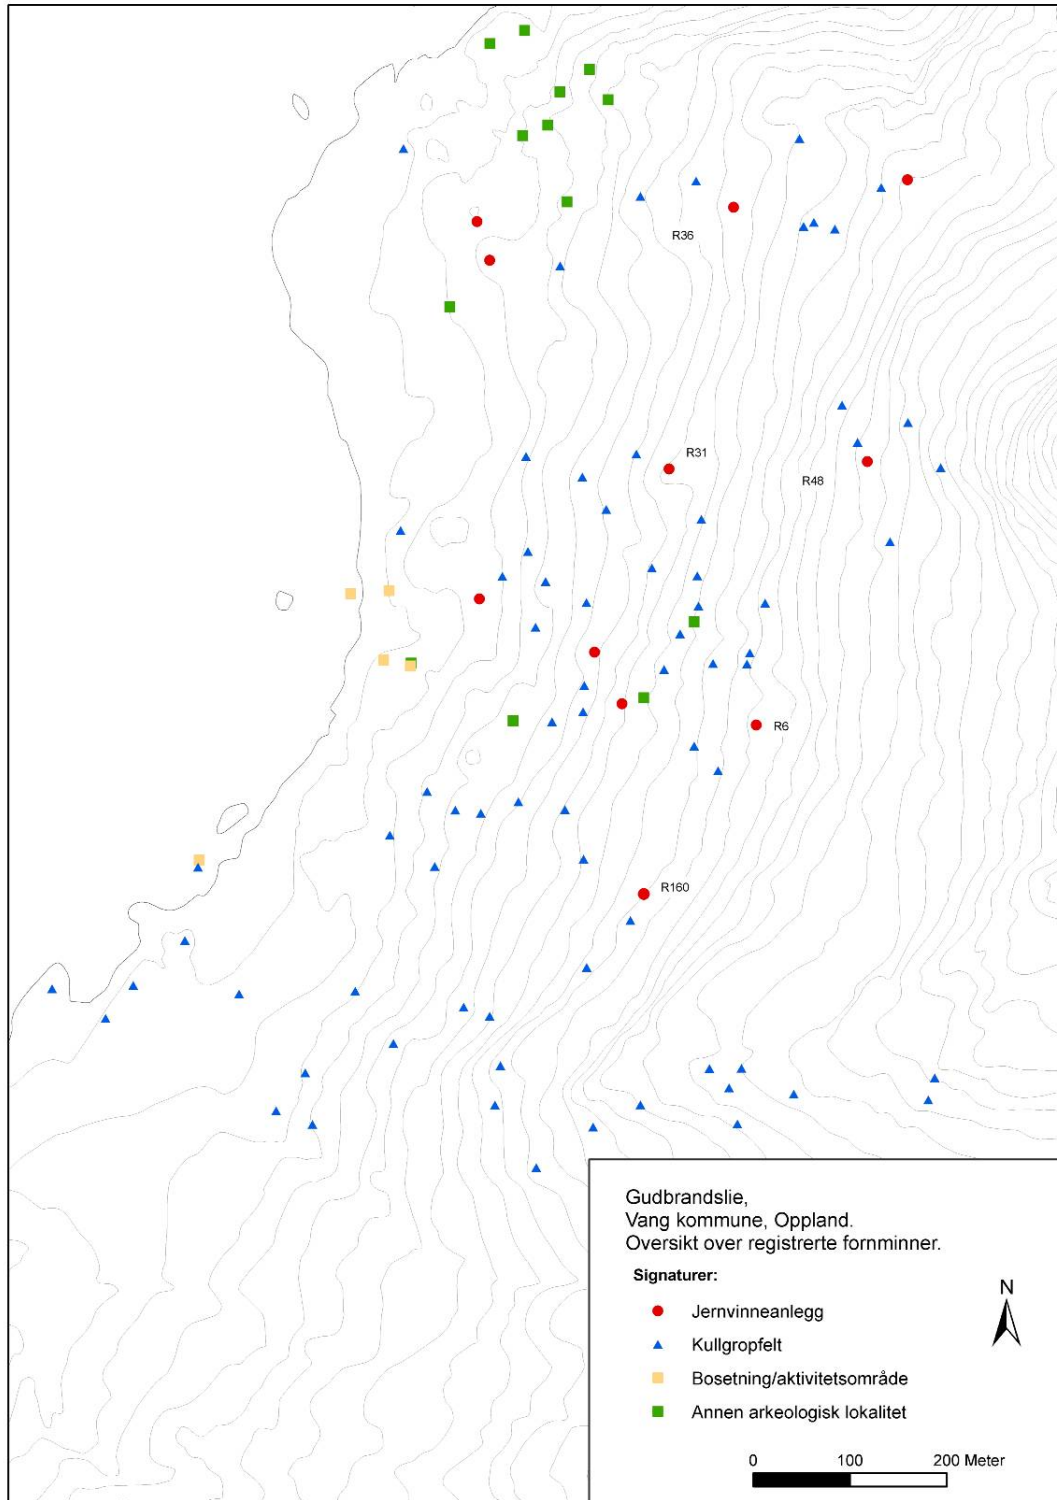 R36
R31
R48
R6
R160
Gudbrandslie,
Vang kommune, Oppland.
Oversikt over registrerte fornminner.
Signaturer:
N
Jernvinneanlegg
Kullgropfelt
Bosetning/aktivitetsområde
Annen arkeologisk lokalitet
0 100 200 Meter